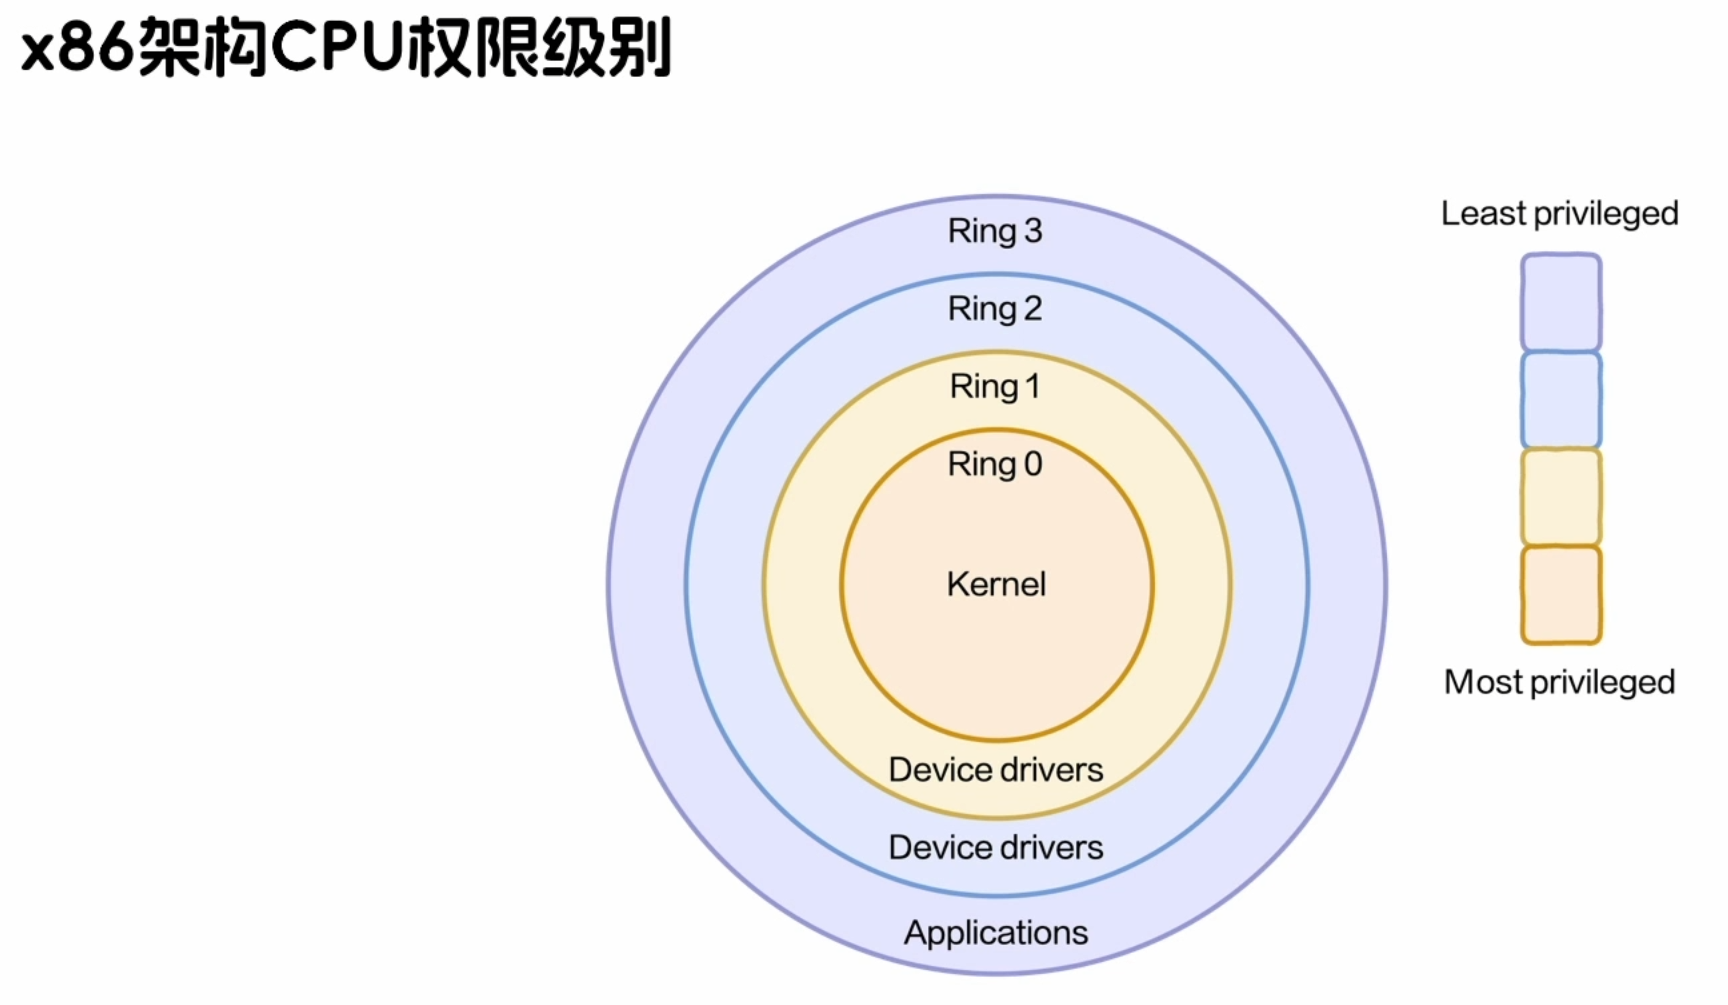 x86架构CPU权限级别
Ring 3
Ring 2
Ring 1
Ring 0
Kernel
Device drivers
Device drivers
Applications
Least privileged
Most privileged